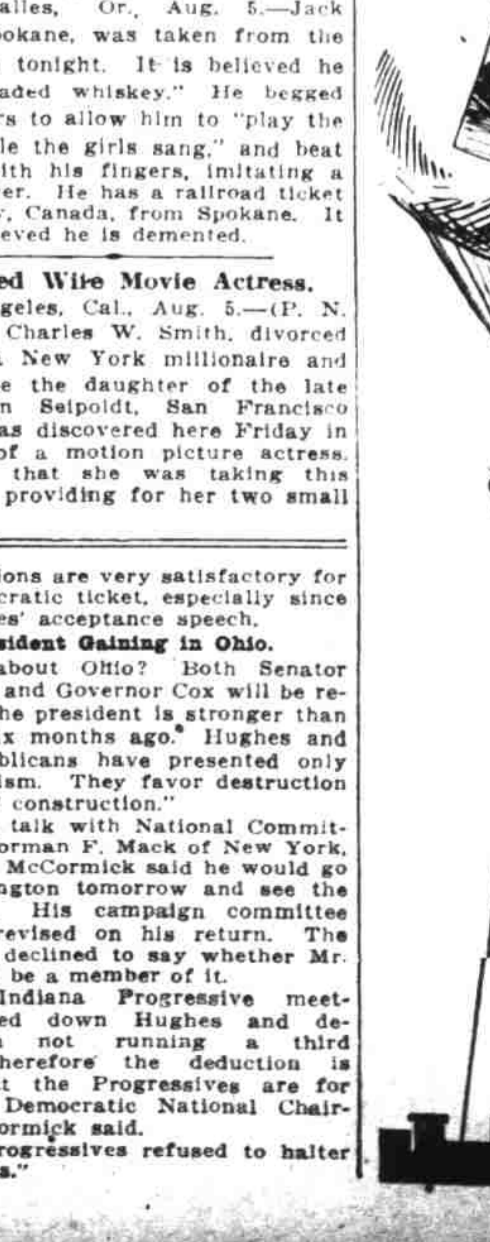 alles, Or., Aug. 5.—Jack
pokane, was taken from the
tonight. It is believed he
aded whiskey." He begged
rs to allow him to "play the
le the girls sang," and beat
ith his fingers, imitating a
er. He has a railroad ticket
, Canada, from Spokane. It
eved he is demented.
ed Wife Movie Actress.
geles, Cal., Aug. 5.—(P. N.
Charles W. Smith, divorced
New York millionaire and
e the daughter of the late
n Seipoldt, San Francisco
as discovered here Friday in
of a motion picture actress.
that she was taking this
providing for her two small
ions are very satisfactory for
cratic ticket, especially since
es' acceptance speech.
sident Gaining in Ohio.
about Ohio? Both Senator
and Governor Cox will be re-
he president is stronger than
x months ago. Hughes and
blicans have presented only
ism. They favor destruction
construction."
talk with National Commit-
orman F. Mack of New York,
McCormick said he would go
ngton tomorrow and see the
His campaign committee
revised on his return. The
declined to say whether Mr.
be a member of it.
Indiana Progressive meet-
ed down Hughes and de-
not running a third
herefore the deduction is
t the Progressives are for
Democratic National Chair-
ormick said.
rogressives refused to halter
s."